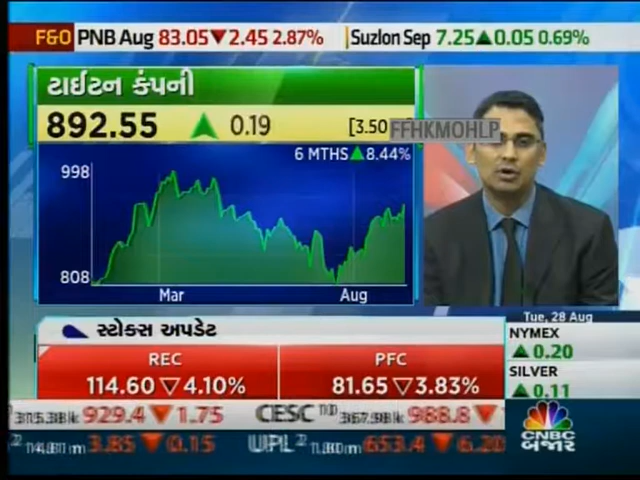 F&O PNB Aug 83.05▼2.45 2.87% Suzlon Sep 7.25▲0.05 0.69%
ટાઈટન કંપની
892.55 ▲ 0.19 [3.50
FFHKMOHLP
6 MTHS▲8.44%
998
808
Mar Aug
Tue, 28 Aug
સ્ટોક્સ અપડેટ
REC PFC
114.60▽4.10% 81.65▽3.83%
NYMEX
▲0.20
SILVER
▲0.11
929.4▼1.75 CESC 988.8▼
3.85▼0.15 UPL 653.4▼6.20
CNBC
બજાર